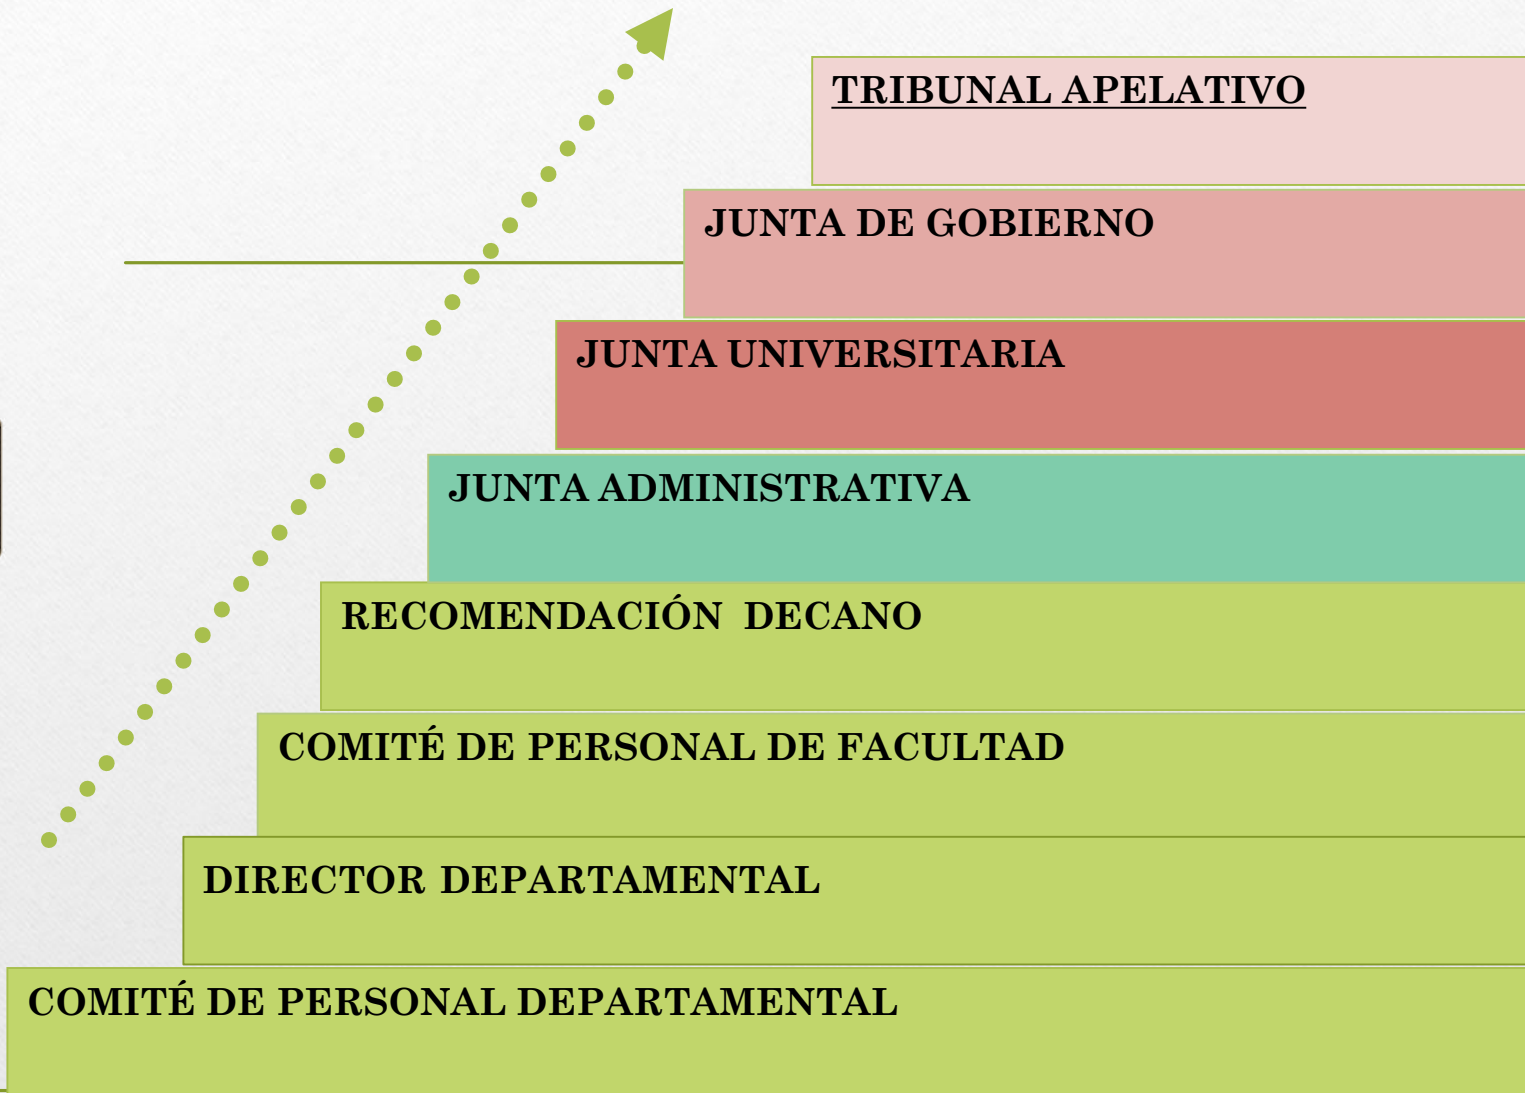 TRIBUNAL APELATIVO
JUNTA DE GOBIERNO
JUNTA UNIVERSITARIA
JUNTA ADMINISTRATIVA
RECOMENDACIÓN DECANO
COMITÉ DE PERSONAL DE FACULTAD
DIRECTOR DEPARTAMENTAL
COMITÉ DE PERSONAL DEPARTAMENTAL